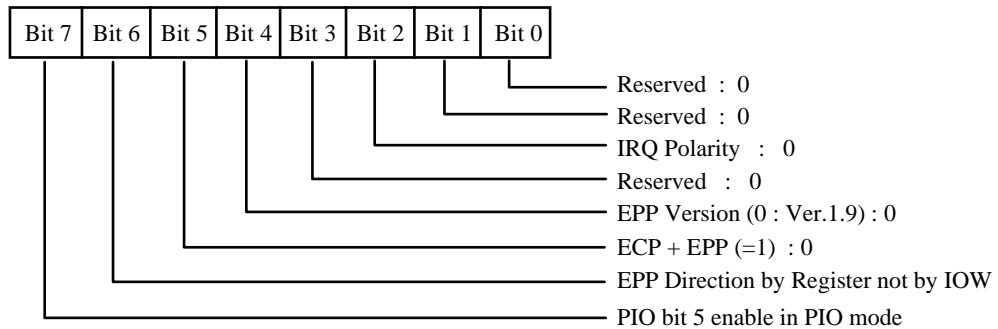 Bit 7 Bit 6 Bit 5 Bit 4 Bit 3 Bit 2 Bit 1 Bit 0
Reserved : 0
Reserved : 0
IRQ Polarity : 0
Reserved : 0
EPP Version (0 : Ver.1.9) : 0
ECP + EPP (=1) : 0
EPP Direction by Register not by IOW
PIO bit 5 enable in PIO mode